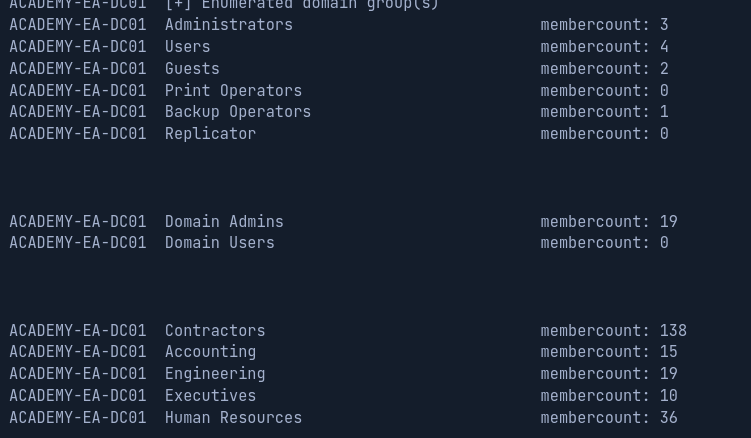 ACADEMY-EA-DC01 [+] Enumerated domain group(s)
ACADEMY-EA-DC01 Administrators membercount: 3
ACADEMY-EA-DC01 Users membercount: 4
ACADEMY-EA-DC01 Guests membercount: 2
ACADEMY-EA-DC01 Print Operators membercount: 0
ACADEMY-EA-DC01 Backup Operators membercount: 1
ACADEMY-EA-DC01 Replicator membercount: 0
ACADEMY-EA-DC01 Domain Admins membercount: 19
ACADEMY-EA-DC01 Domain Users membercount: 0
ACADEMY-EA-DC01 Contractors membercount: 138
ACADEMY-EA-DC01 Accounting membercount: 15
ACADEMY-EA-DC01 Engineering membercount: 19
ACADEMY-EA-DC01 Executives membercount: 10
ACADEMY-EA-DC01 Human Resources membercount: 36